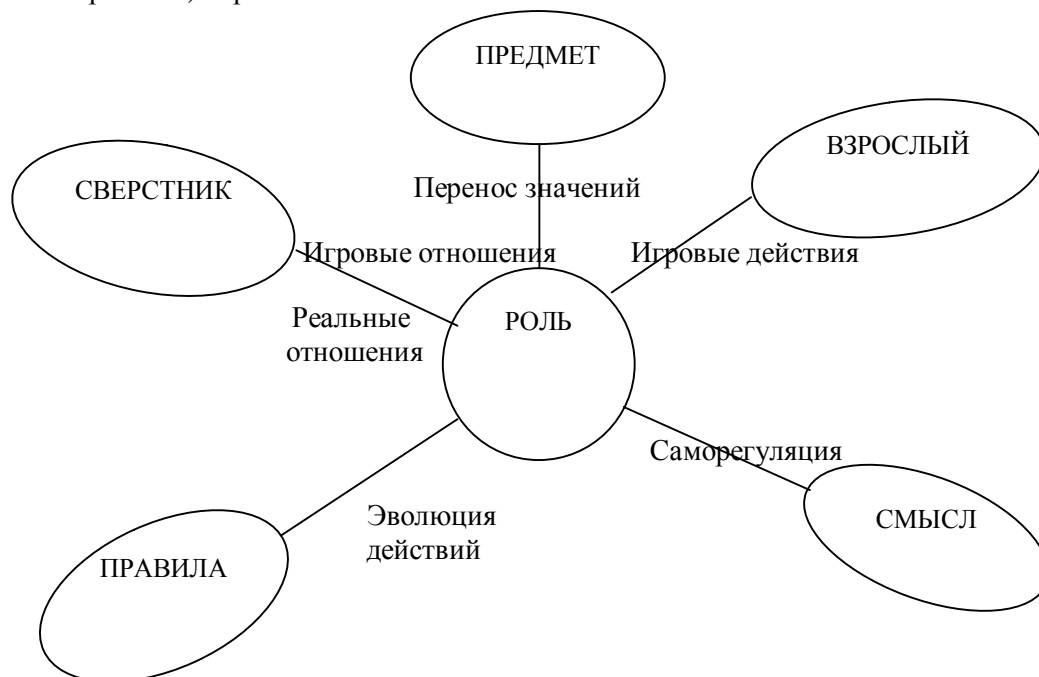 ПРЕДМЕТ
ВЗРОСЛЫЙ
СВЕРСТНИК
Перенос значений
Игровые отношения
Игровые действия
Реальные
отношения
РОЛЬ
Саморегуляция
Эволюция
действий
СМЫСЛ
ПРАВИЛА